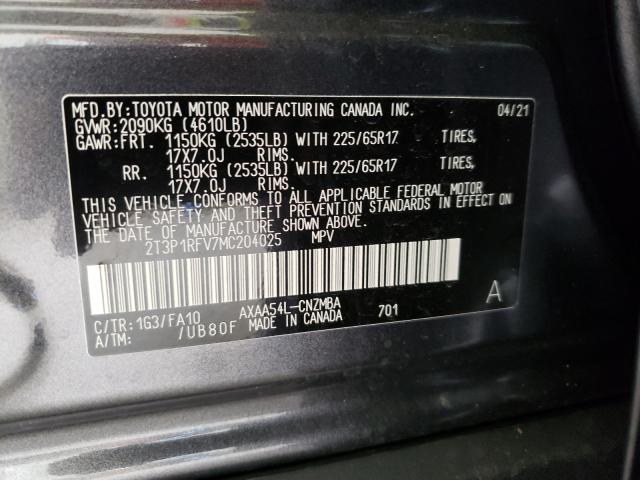 MFD.BY:TOYOTA MOTOR MANUFACTURING CANADA INC. 04/21
GVWR:2090KG (4610LB)
GAWR:FRT. 1150KG (2535LB) WITH 225/65R17 TIRES,
17X7.0J RIMS.
RR. 1150KG (2535LB) WITH 225/65R17 TIRES,
17X7.0J RIMS.
THIS VEHICLE CONFORMS TO ALL APPLICABLE FEDERAL MOTOR
VEHICLE SAFETY AND THEFT PREVENTION STANDARDS IN EFFECT ON
THE DATE OF MANUFACTURE SHOWN ABOVE.
2T3P1RFV7MC204025 MPV
C/TR:1G3/FA10 AXAA54L-CNZMBA 701 A
A/TM: /UB80F MADE IN CANADA